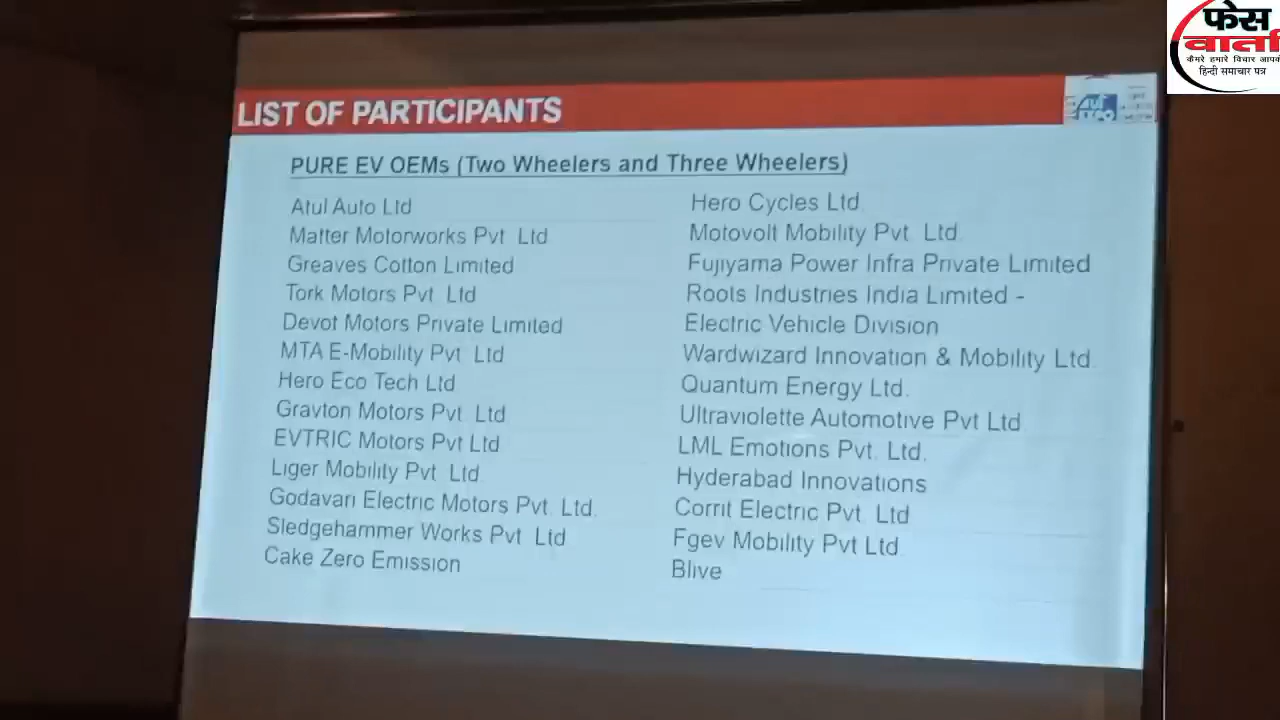 फेस
वार्ता
कैमरे हमारे विचार आपके
हिन्दी समाचार पत्र
LIST OF PARTICIPANTS
PURE EV OEMs (Two Wheelers and Three Wheelers)
Atul Auto Ltd
Matter Motorworks Pvt Ltd
Greaves Cotton Limited
Tork Motors Pvt Ltd
Devot Motors Private Limited
MTA E-Mobility Pvt Ltd
Hero Eco Tech Ltd
Gravton Motors Pvt. Ltd
EVTRIC Motors Pvt Ltd
Liger Mobility Pvt Ltd
Godavari Electric Motors Pvt. Ltd.
Sledgehammer Works Pvt Ltd
Cake Zero Emission
Hero Cycles Ltd.
Motovolt Mobility Pvt. Ltd.
Fujiyama Power Infra Private Limited
Roots Industries India Limited -
Electric Vehicle Division
Wardwizard Innovation & Mobility Ltd.
Quantum Energy Ltd.
Ultraviolette Automotive Pvt Ltd
LML Emotions Pvt. Ltd.
Hyderabad Innovations
Corrit Electric Pvt. Ltd
Fgev Mobility Pvt Ltd
Blive